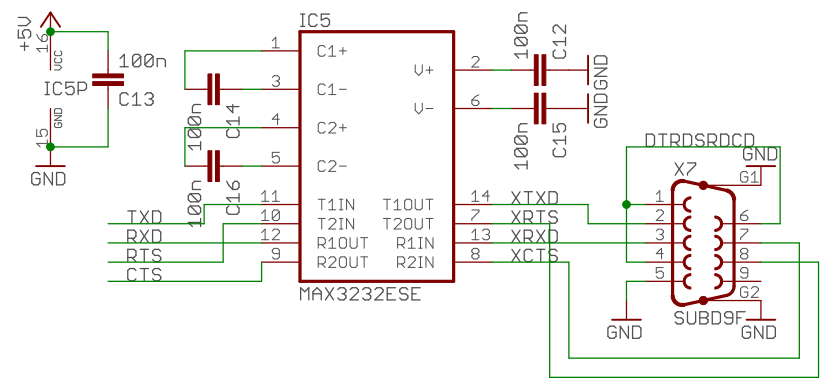 +5V
16
VCC
IC5P
100n
C13
15
GND
GND
IC5
1
C1+
3
C1-
100n
C14
4
C2+
5
C2-
100n
C16
V+
2
100n
C12
GND
V-
6
100n
C15
GND
TXD
11
T1IN
T1OUT
14
XTXD
RXD
10
T2IN
T2OUT
7
XRTS
RTS
12
R1OUT
R1IN
13
XRXD
CTS
9
R2OUT
R2IN
8
XCTS
MAX3232ESE
DTRDSRDCD
X7
GND
G1
1
2
3
4
5
6
7
8
9
G2
SUBD9F
GND
GND